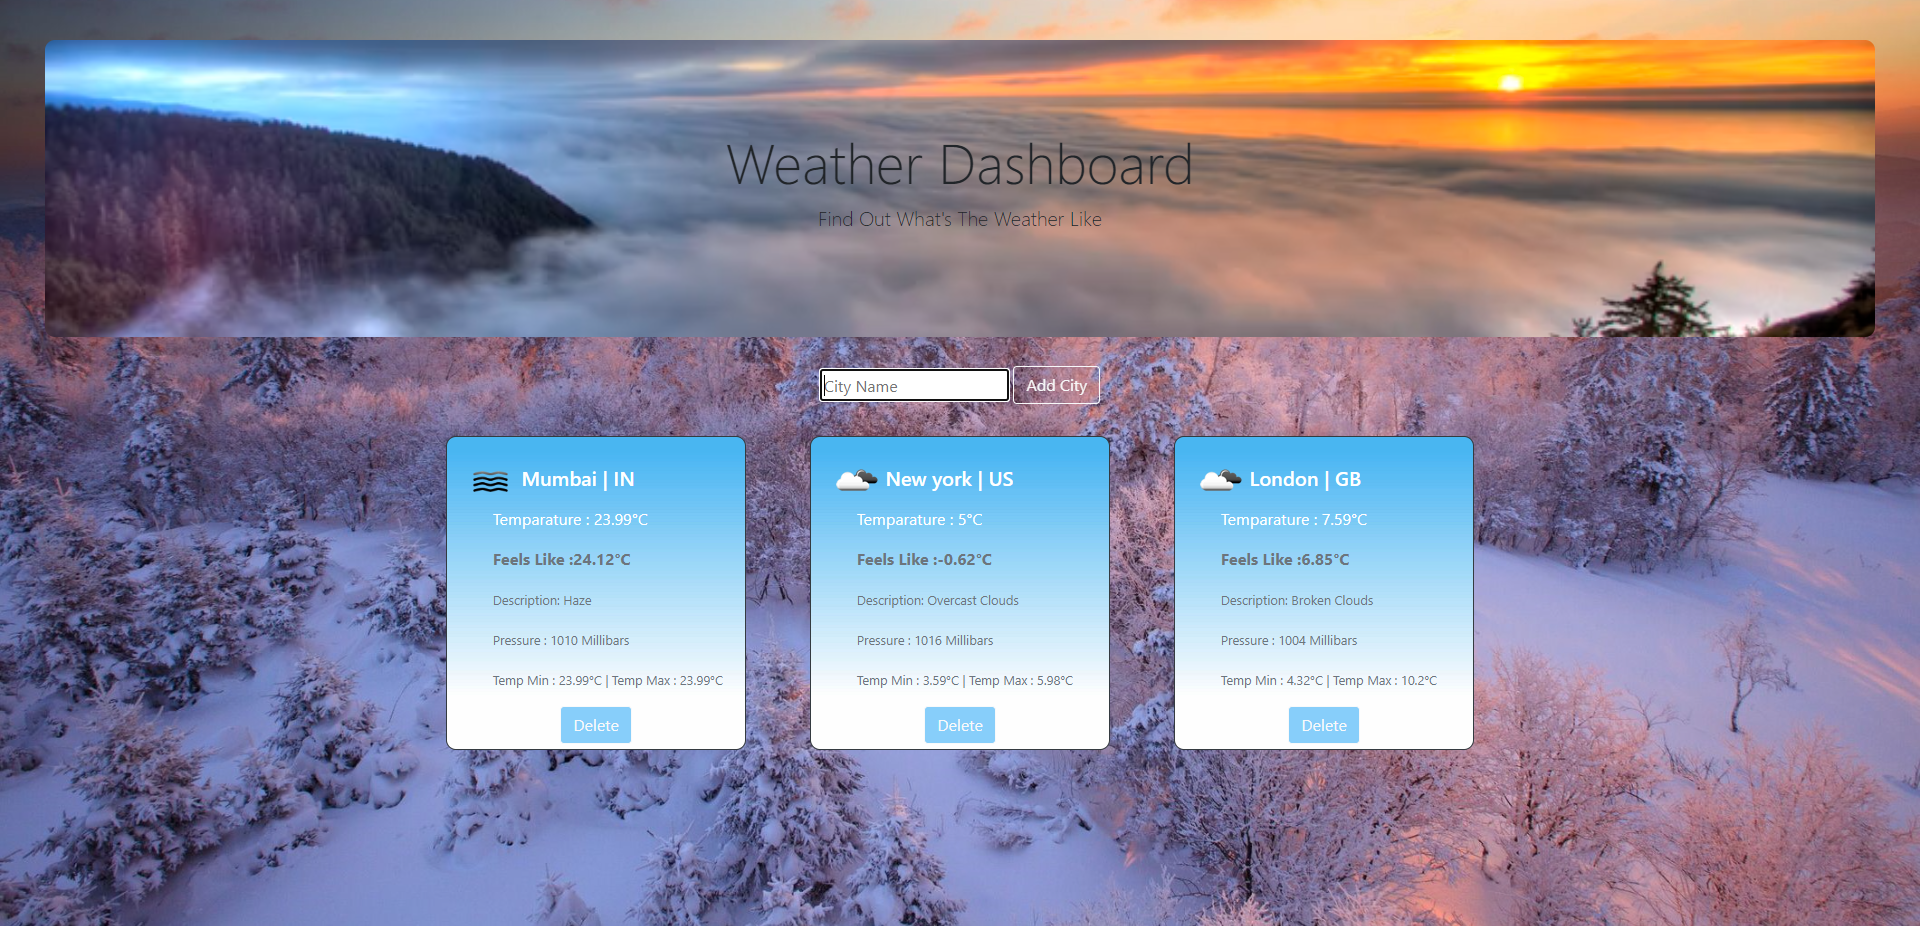 Weather Dashboard
Find Out What's The Weather Like
City Name
Add City
Mumbai | IN
Temparature : 23.99°C
Feels Like :24.12°C
Description: Haze
Pressure : 1010 Millibars
Temp Min : 23.99°C | Temp Max : 23.99°C
Delete
New york | US
Temparature : 5°C
Feels Like :-0.62°C
Description: Overcast Clouds
Pressure : 1016 Millibars
Temp Min : 3.59°C | Temp Max : 5.98°C
Delete
London | GB
Temparature : 7.59°C
Feels Like :6.85°C
Description: Broken Clouds
Pressure : 1004 Millibars
Temp Min : 4.32°C | Temp Max : 10.2°C
Delete